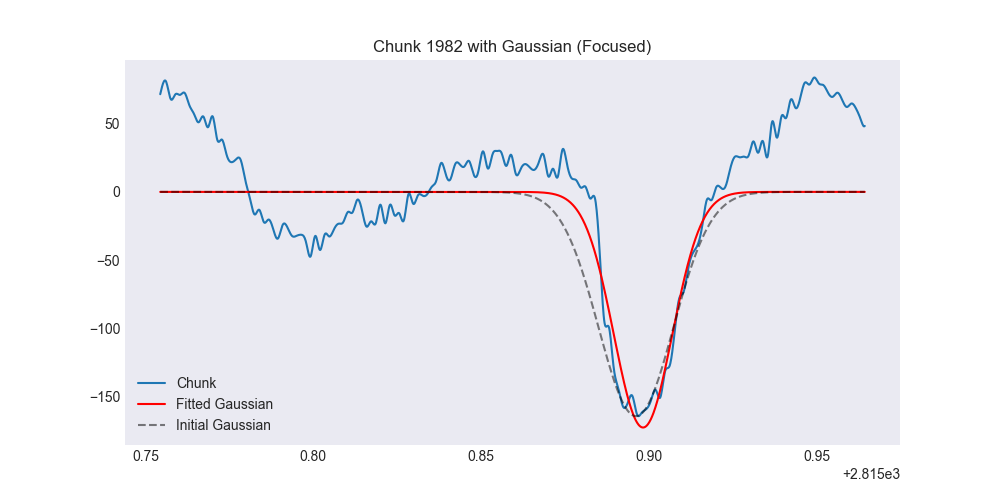 Chunk 1982 with Gaussian (Focused)
50
0
−50
−100
−150
Chunk
Fitted Gaussian
Initial Gaussian
0.75 0.80 0.85 0.90 0.95
+2.815e3